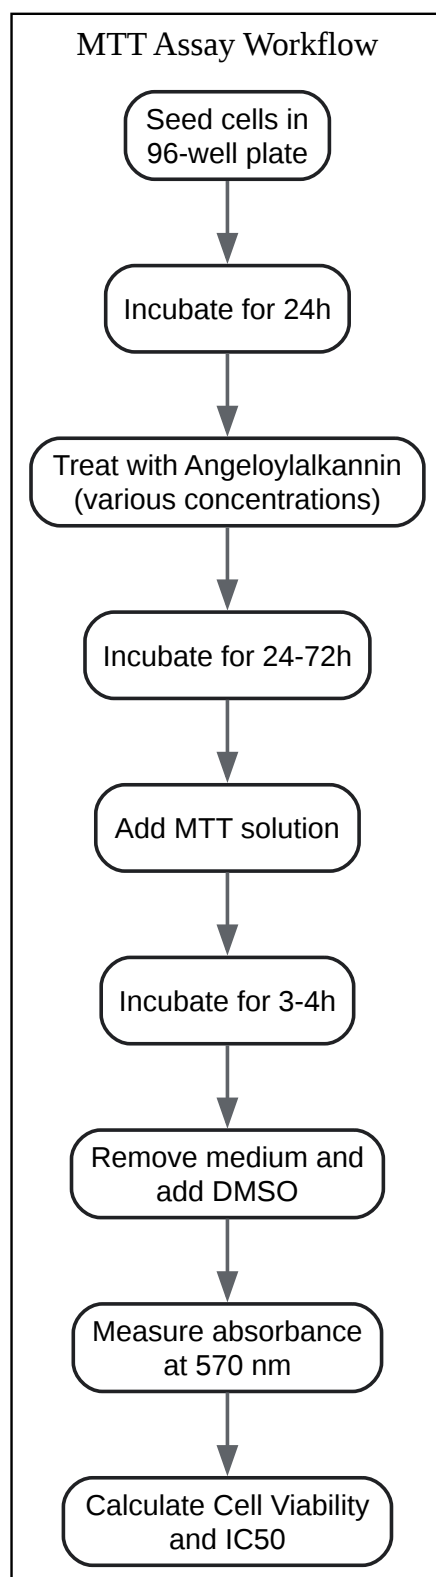 MTT Assay Workflow
Seed cells in
96-well plate
Incubate for 24h
Treat with Angeloylalkannin
(various concentrations)
Incubate for 24-72h
Add MTT solution
Incubate for 3-4h
Remove medium and
add DMSO
Measure absorbance
at 570 nm
Calculate Cell Viability
and IC50